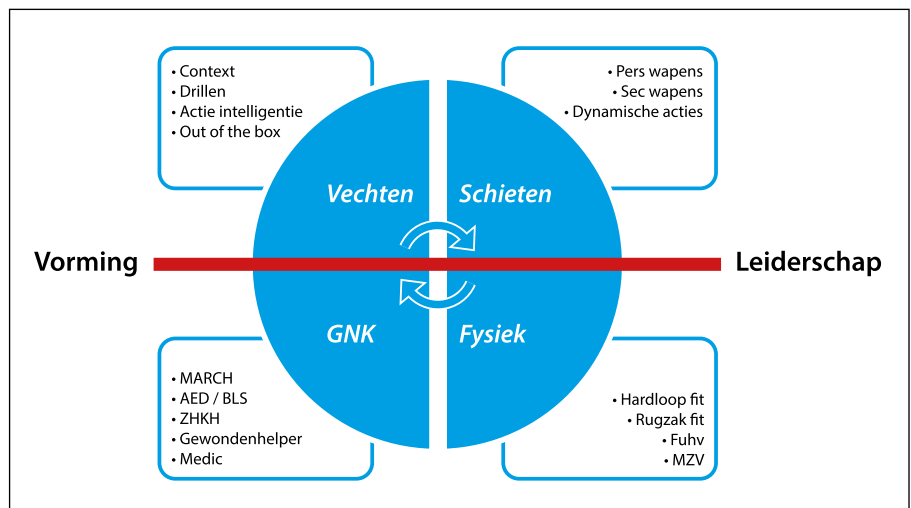 • Context
• Drillen
• Actie intelligentie
• Out of the box
• Pers wapens
• Sec wapens
• Dynamische acties
Vechten
Schieten
Vorming
Leiderschap
GNK
Fysiek
• MARCH
• AED / BLS
• ZHKH
• Gewondenhelper
• Medic
• Hardloop fit
• Rugzak fit
• Fuhv
• MZV